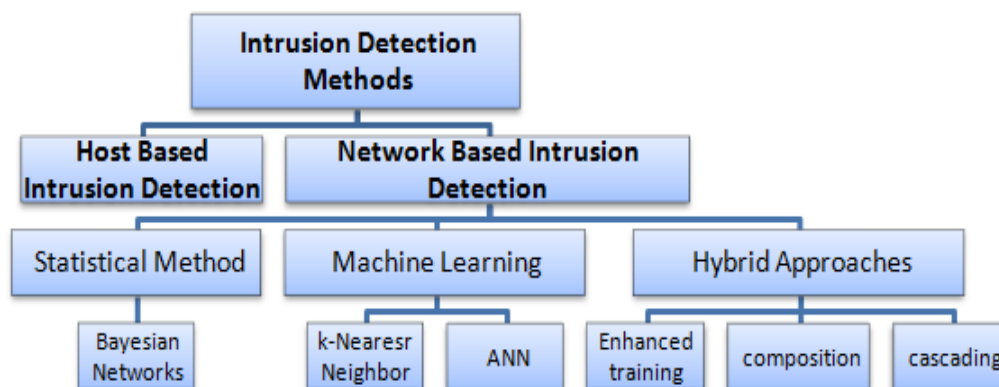 Intrusion Detection
Methods
Host Based
Intrusion Detection
Network Based Intrusion
Detection
Statistical Method
Machine Learning
Hybrid Approaches
Bayesian
Networks
k-Nearesr
Neighbor
ANN
Enhanced
training
composition
cascading